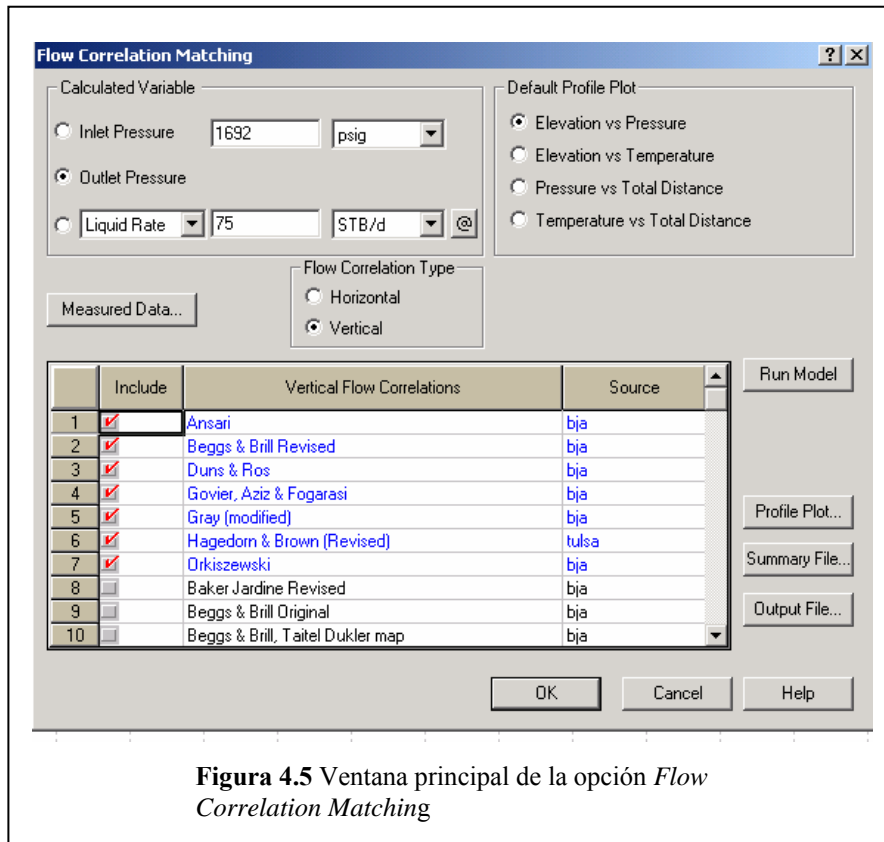 Flow Correlation Matching
Calculated Variable
Inlet Pressure 1692 psig
Outlet Pressure
Liquid Rate 75 STB/d @
Default Profile Plot
Elevation vs Pressure
Elevation vs Temperature
Pressure vs Total Distance
Temperature vs Total Distance
Measured Data...
Flow Correlation Type
Horizontal
Vertical
Include Vertical Flow Correlations Source
1 Ansari bja
2 Beggs & Brill Revised bja
3 Duns & Ros bja
4 Govier, Aziz & Fogarasi bja
5 Gray (modified) bja
6 Hagedorn & Brown (Revised) tulsa
7 Orkiszewski bja
8 Baker Jardine Revised bja
9 Beggs & Brill Original bja
10 Beggs & Brill, Taitel Dukler map bja
Run Model
Profile Plot...
Summary File...
Output File...
OK Cancel Help
Figura 4.5 Ventana principal de la opción Flow
Correlation Matching